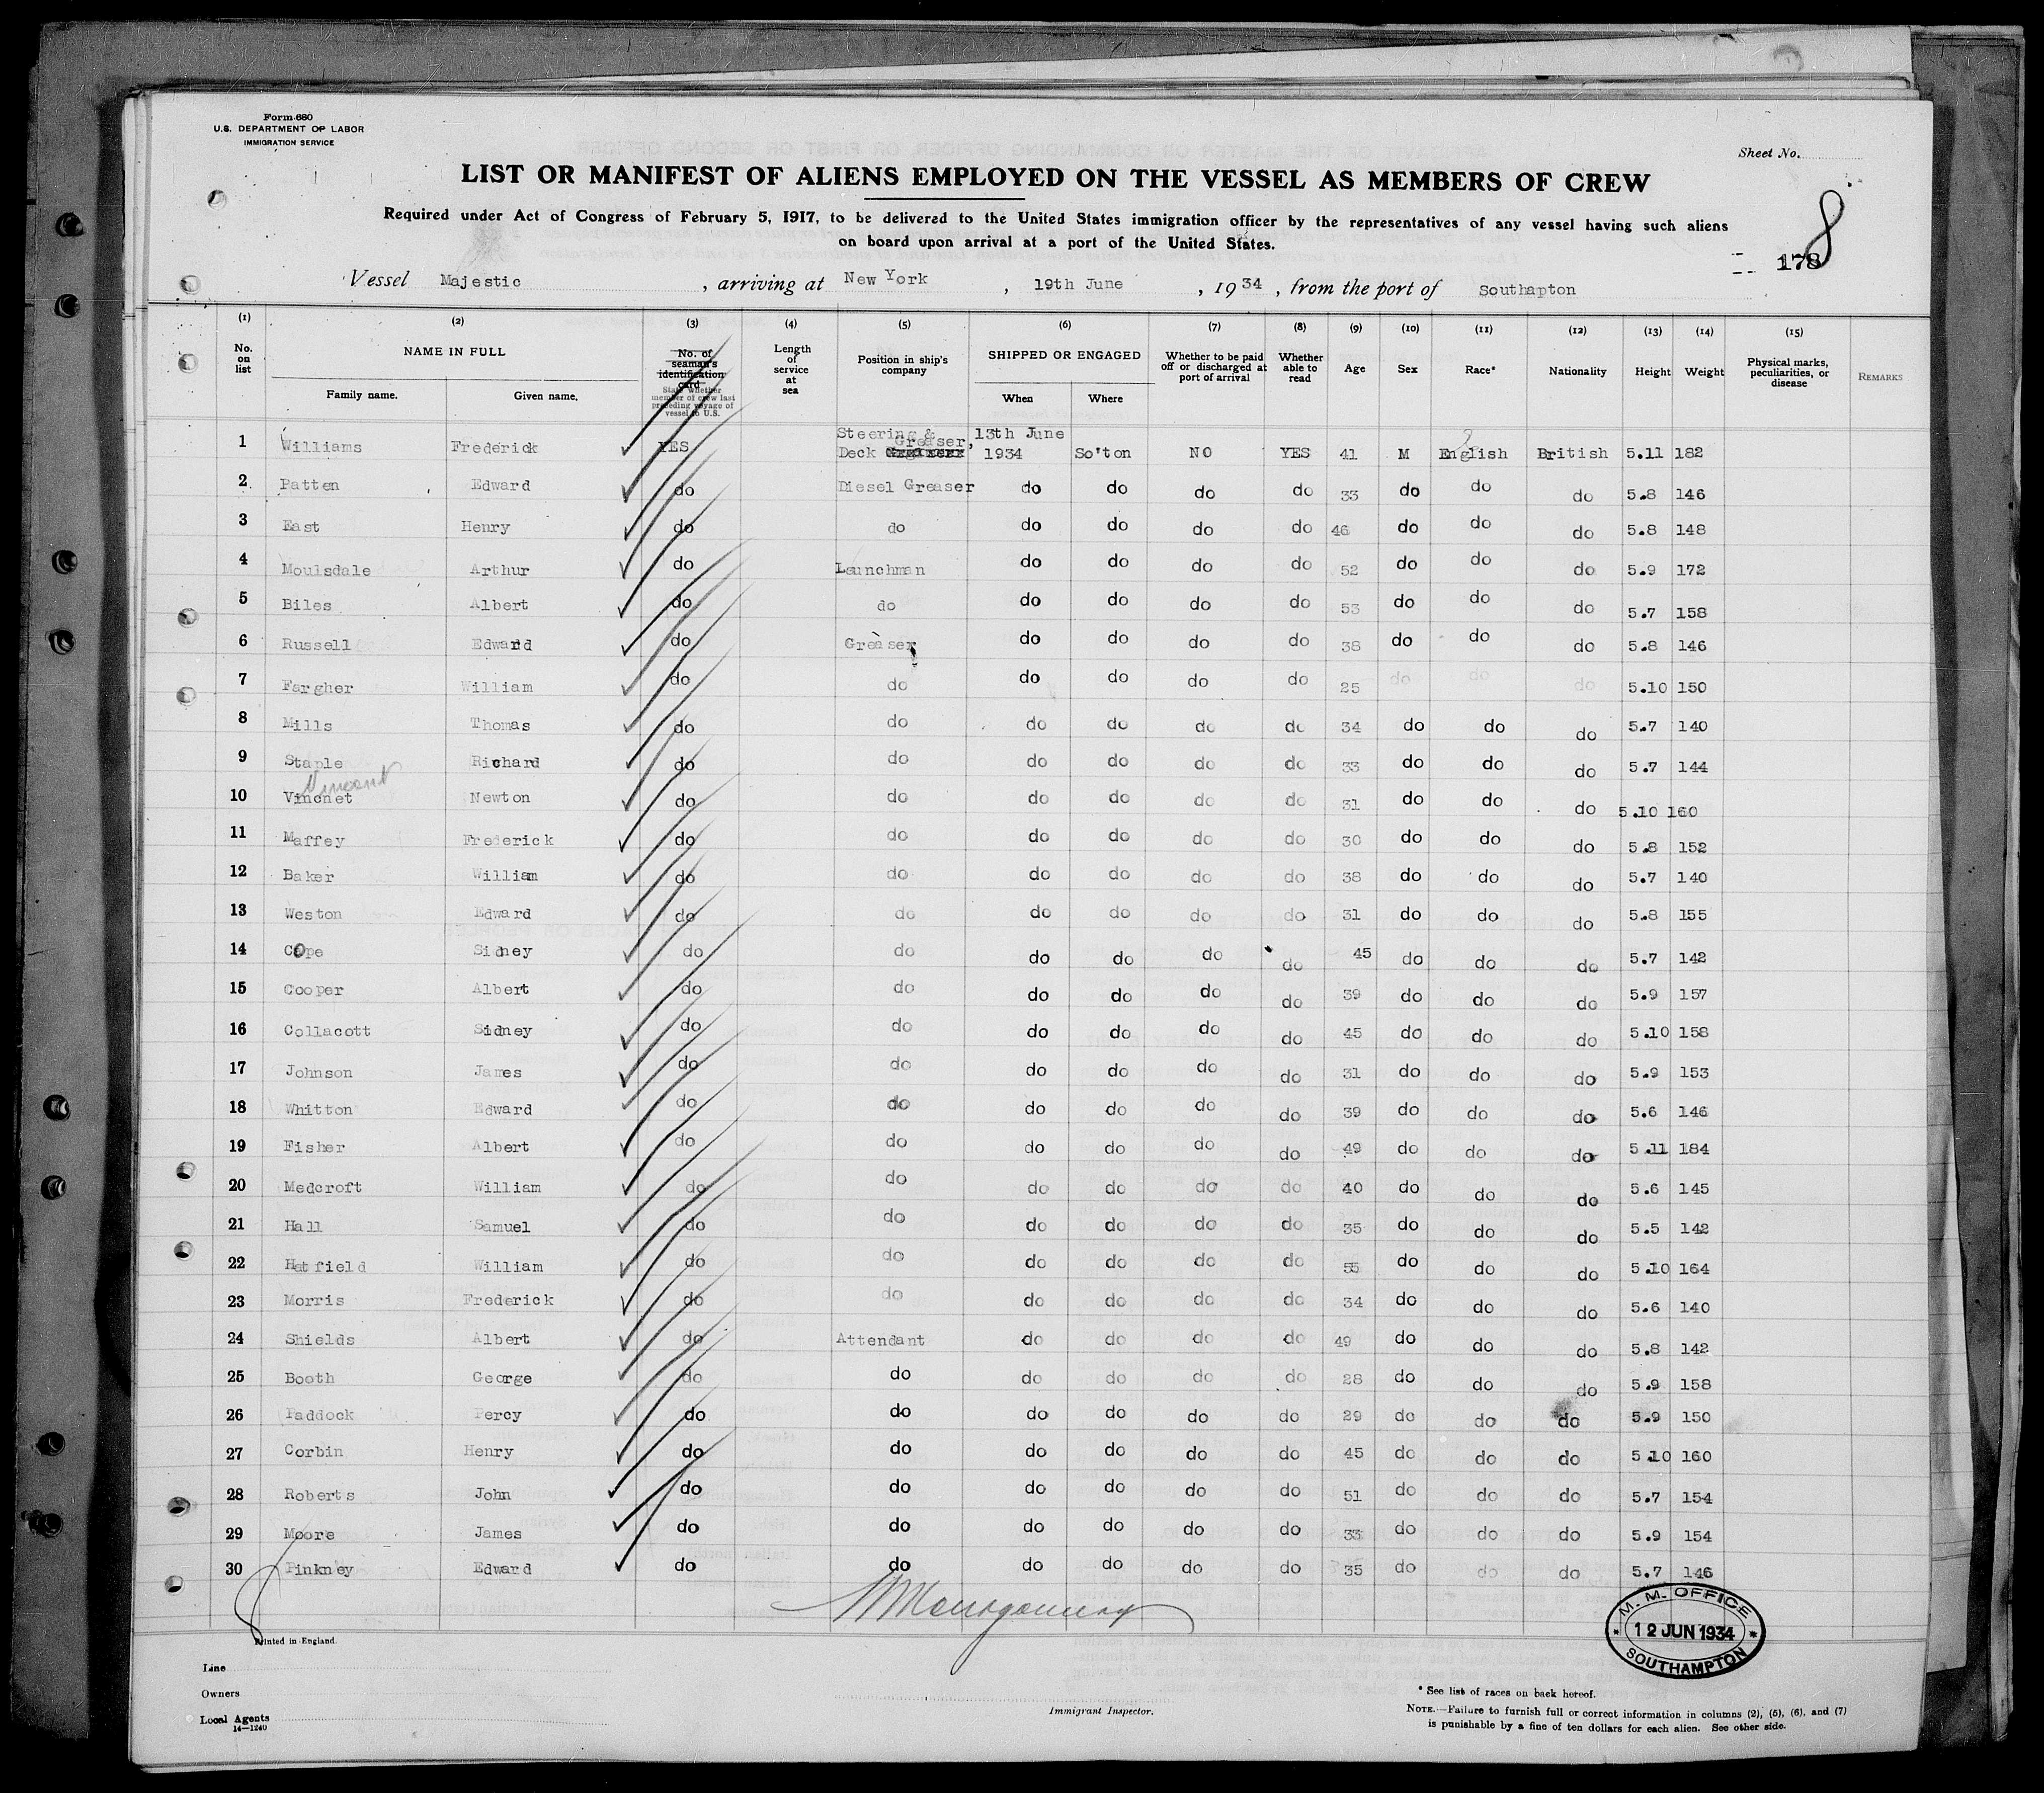 Form 680
U.S. DEPARTMENT OF LABOR
IMMIGRATION SERVICE
Sheet No.
LIST OR MANIFEST OF ALIENS EMPLOYED ON THE VESSEL AS MEMBERS OF CREW
Required under Act of Congress of February 5, 1917, to be delivered to the United States immigration officer by the representatives of any vessel having such aliens
on board upon arrival at a port of the United States.
8
178
Vessel Majestic , arriving at New York , 19th June , 1934 , from the port of Southapton
(1) (2) (3) (4) (5) (6) (7) (8) (9) (10) (11) (12) (13) (14) (15)
No. on list NAME IN FULL Family name. Given name. No. of seaman's identification card State whether member of crew last preceding voyage of vessel to U.S. Length of service at sea Position in ship's company SHIPPED OR ENGAGED When Where Whether to be paid off or discharged at port of arrival Whether able to read Age Sex Race* Nationality Height Weight Physical marks, peculiarities, or disease REMARKS
1 Williams Frederick YES Steering & Deck Greaser, 13th June 1934 So'ton NO YES 41 M English British 5.11 182
2 Patten Edward do Diesel Greaser do do do do 33 do do do 5.8 146
3 East Henry do do do do do do 46 do do do 5.8 148
4 Moulsdale Arthur do Launchman do do do do 52 do do do 5.9 172
5 Biles Albert do do do do do do 53 do do do 5.7 158
6 Russell Edward do Greaser do do do do 38 do do do 5.8 146
7 Fargher William do do do do do do 25 do do do 5.10 150
8 Mills Thomas do do do do do do 34 do do do 5.7 140
9 Staple Richard do do do do do do 33 do do do 5.7 144
Vincent
10 Vincnet Newton do do do do do do 31 do do do 5.10 160
11 Maffey Frederick do do do do do do 30 do do do 5.8 152
12 Baker William do do do do do do 38 do do do 5.7 140
13 Weston Edward do do do do do do 31 do do do 5.8 155
14 Cope Sidney do do do do do do 45 do do do 5.7 142
15 Cooper Albert do do do do do do 39 do do do 5.9 157
16 Collacott Sidney do do do do do do 45 do do do 5.10 158
17 Johnson James do do do do do do 31 do do do 5.9 153
18 Whitton Edward do do do do do do 39 do do do 5.6 146
19 Fisher Albert do do do do do do 49 do do do 5.11 184
20 Medcroft William do do do do do do 40 do do do 5.6 145
21 Hall Samuel do do do do do do 35 do do do 5.5 142
22 Hatfield William do do do do do do 55 do do do 5.10 164
23 Morris Frederick do do do do do do 34 do do do 5.6 140
24 Shields Albert do Attendant do do do do 49 do do do 5.8 142
25 Booth George do do do do do do 28 do do do 5.9 158
26 Paddock Percy do do do do do do 29 do do do 5.9 150
27 Corbin Henry do do do do do do 45 do do do 5.10 160
28 Roberts John do do do do do do 51 do do do 5.7 154
29 Moore James do do do do do do 33 do do do 5.9 154
30 Pinkney Edward do do do do do do 35 do do do 5.7 146
Montgomery
M. M. OFFICE
12 JUN 1934
SOUTHAMPTON
Printed in England.
Line
Owners
Local Agents
14—1240
Immigrant Inspector.
* See list of races on back hereof.
NOTE.—Failure to furnish full or correct information in columns (2), (5), (6), and (7)
is punishable by a fine of ten dollars for each alien. See other side.